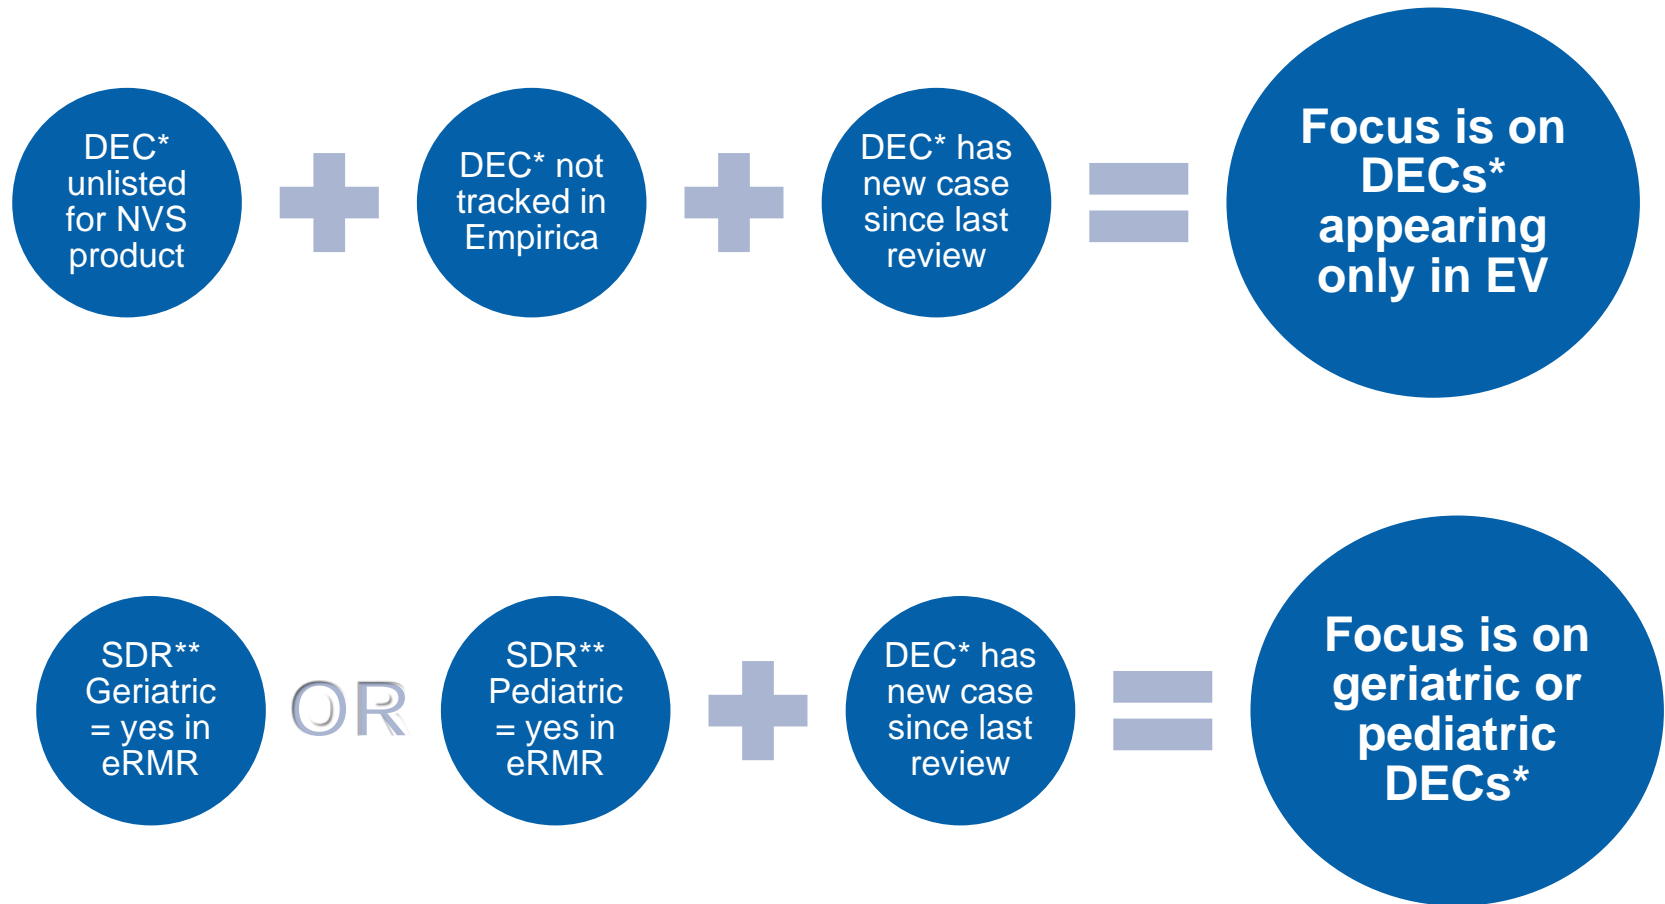 DEC*
unlisted
for NVS
product
DEC* not
tracked in
Empirica
DEC* has
new case
since last
review
Focus is on
DECs*
appearing
only in EV
SDR**
Geriatric
= yes in
eRMR
OR
SDR**
Pediatric
= yes in
eRMR
DEC* has
new case
since last
review
Focus is on
geriatric or
pediatric
DECs*